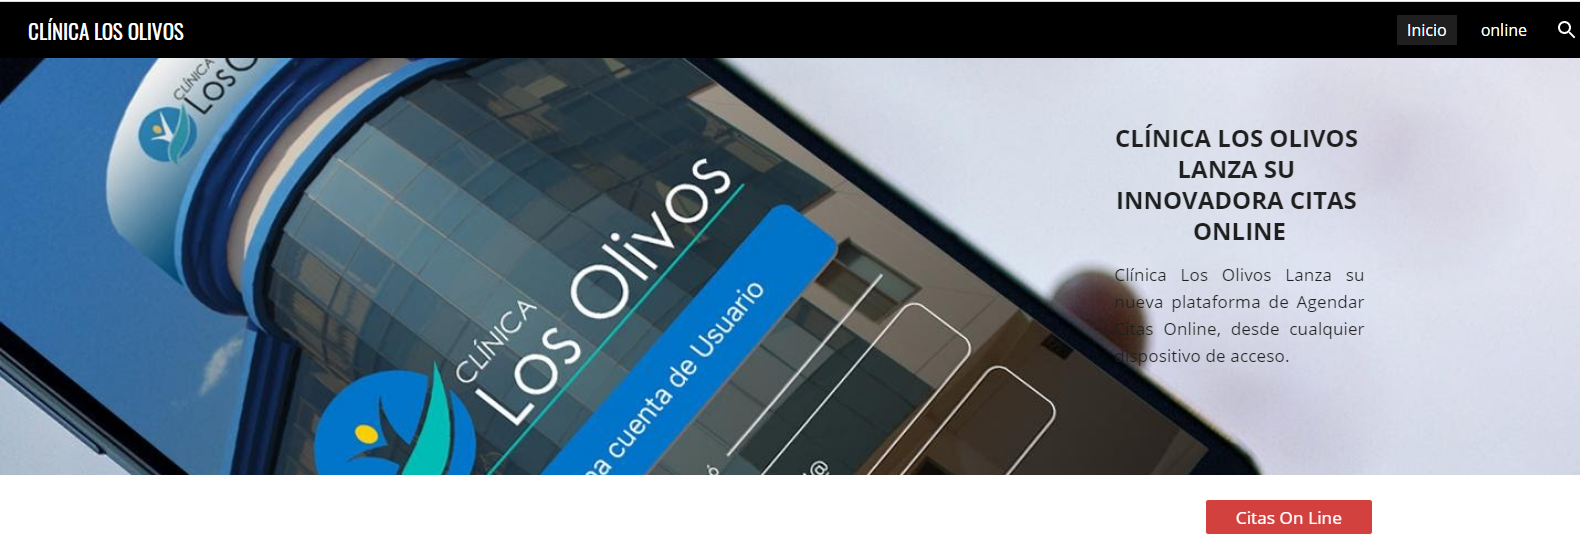 CLÍNICA LOS OLIVOS
Inicio
online
CLÍNICA
LOS
CLÍNICA
Los Olivos
cuenta de Usuario
CLÍNICA LOS OLIVOS
LANZA SU
INNOVADORA CITAS
ONLINE
Clínica Los Olivos Lanza su
nueva plataforma de Agendar
Citas Online, desde cualquier
dispositivo de acceso.
Citas On Line